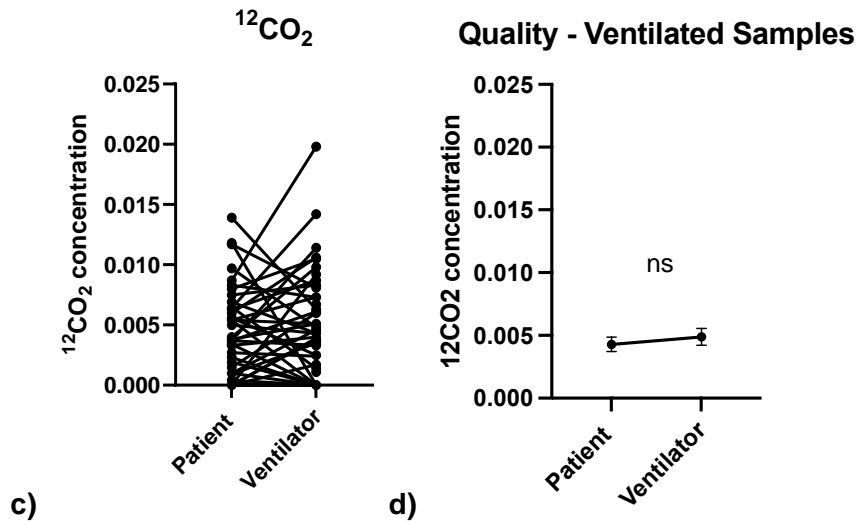 ¹²CO₂
0.025
0.020
0.015
0.010
0.005
0.000
¹²CO₂ concentration
Patient
Ventilator
c)
Quality - Ventilated Samples
0.025
0.020
0.015
0.010
0.005
0.000
12CO2 concentration
ns
Patient
Ventilator
d)